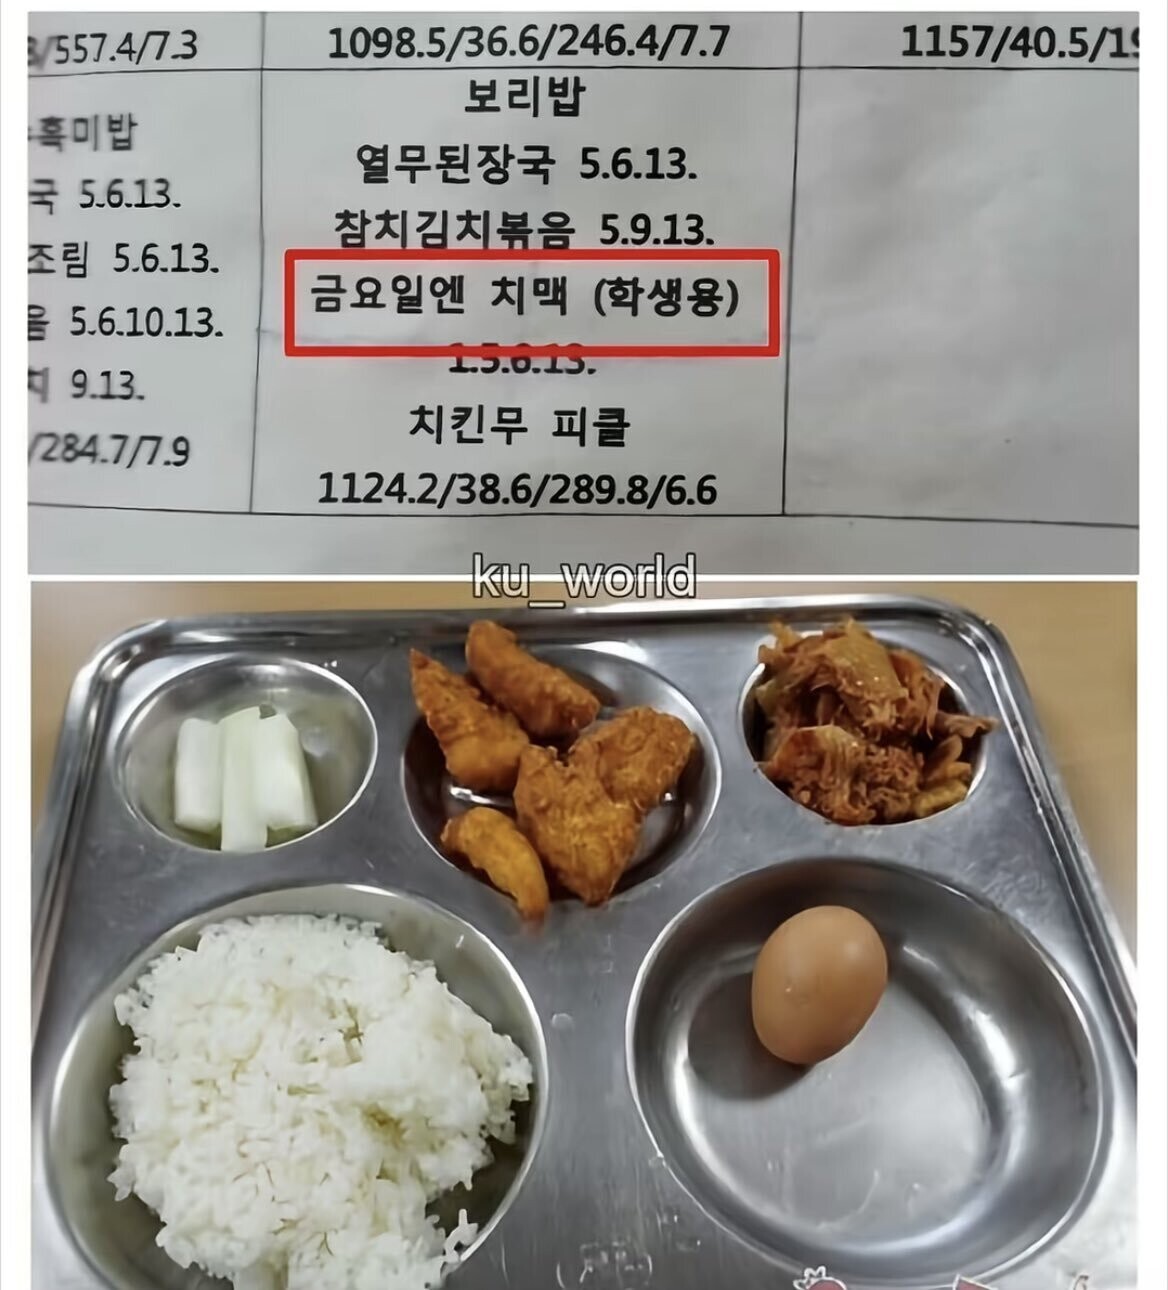 /557.4/7.3
1098.5/36.6/246.4/7.7
1157/40.5/19
흑미밥
국 5.6.13.
조림 5.6.13.
5.6.10.13.
9.13.
/284.7/7.9
보리밥
열무된장국 5.6.13.
참치김치볶음 5.9.13.
금요일엔 치맥 (학생용)
1.5.6.13.
치킨무 피클
1124.2/38.6/289.8/6.6
ku_world